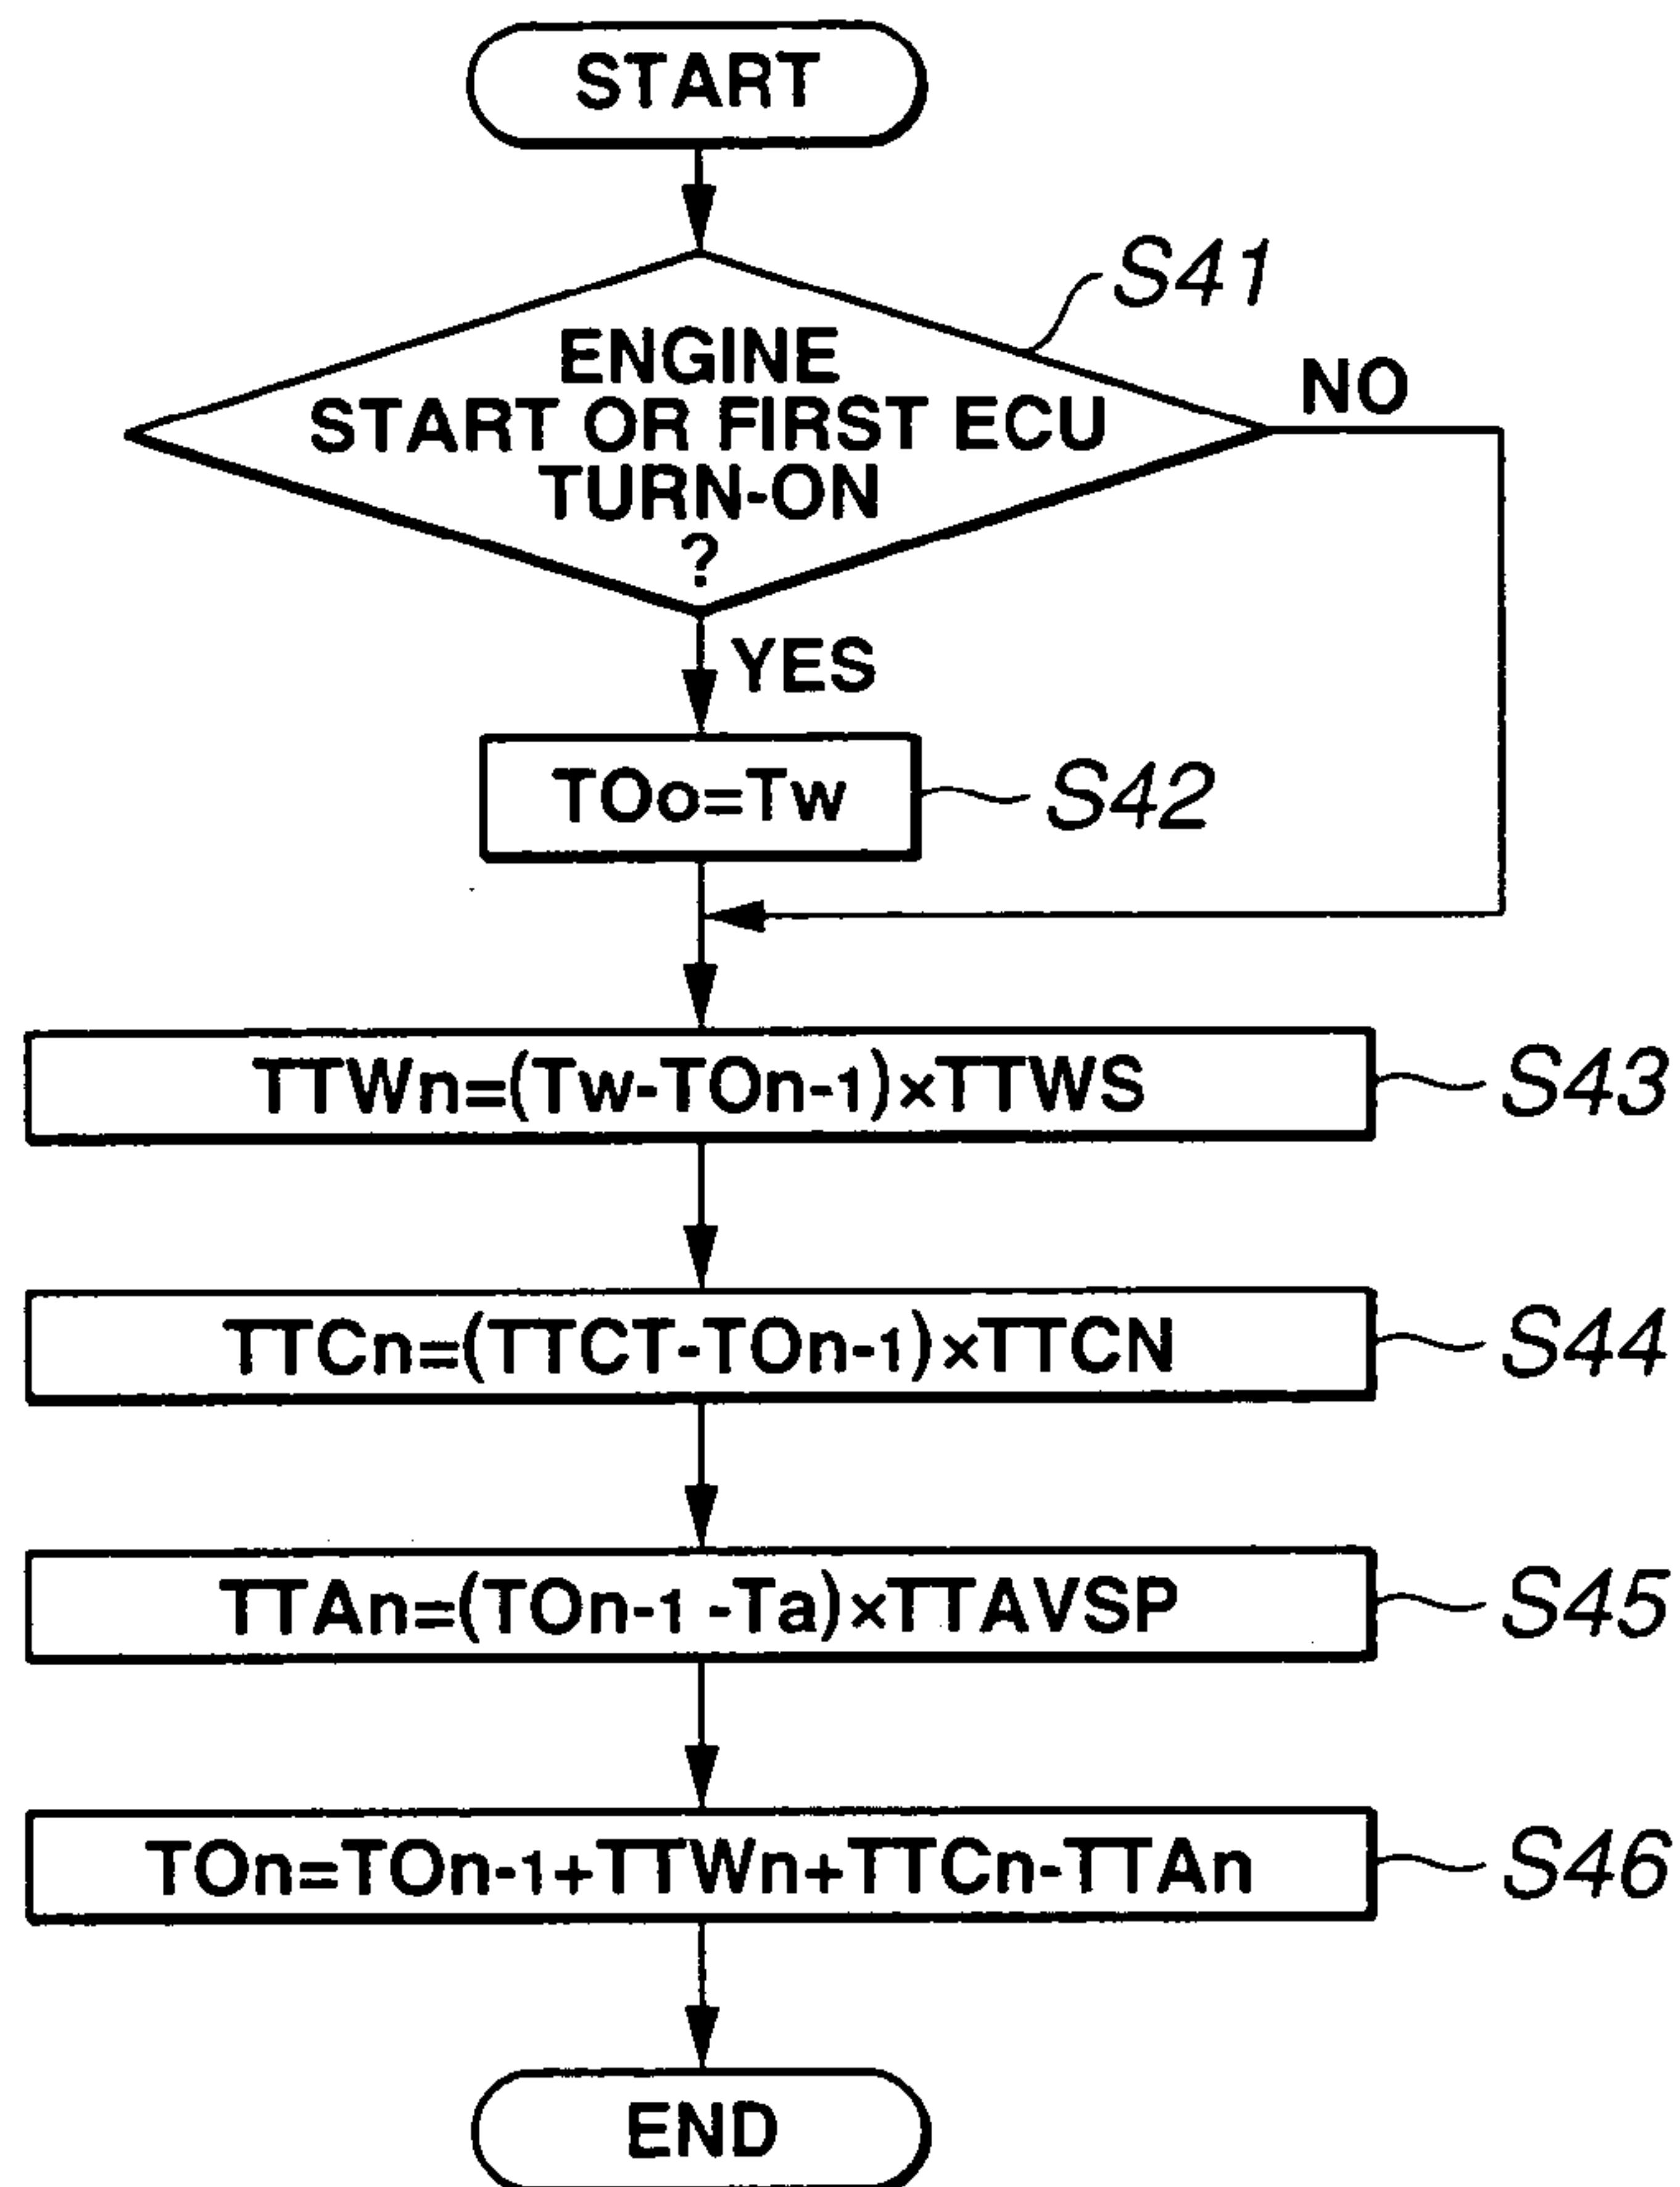 START
S41
ENGINE
START OR FIRST ECU
TURN-ON
?
NO
YES
TOo=Tw
S42
TTWn=(Tw-TOn-1)×TTWS
S43
TTCn=(TTCT-TOn-1)×TTCN
S44
TTAn=(TOn-1 -Ta)×TTAVSP
S45
TOn=TOn-1+TTWn+TTCn-TTAn
S46
END